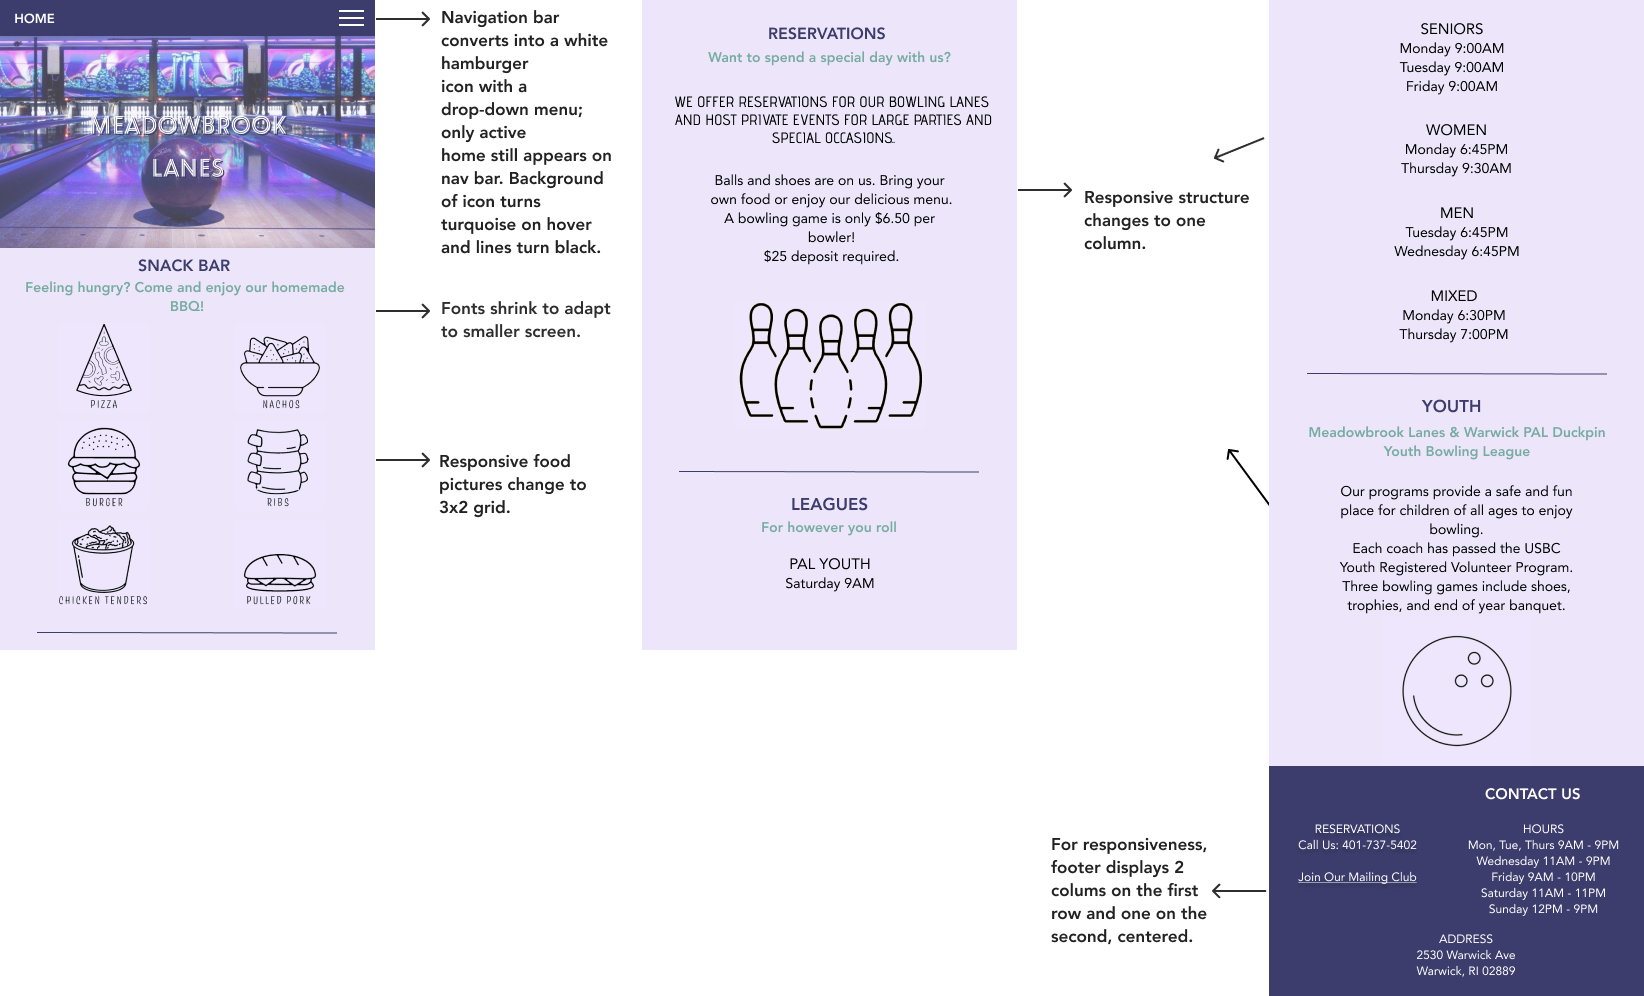 HOME
MEADOWBROOK
LANES
SNACK BAR
Feeling hungry? Come and enjoy our homemade
BBQ!
PIZZA
NACHOS
BURGER
RIBS
CHICKEN TENDERS
PULLED PORK
Navigation bar
converts into a white
hamburger
icon with a
drop-down menu;
only active
home still appears on
nav bar. Background
of icon turns
turquoise on hover
and lines turn black.
Fonts shrink to adapt
to smaller screen.
Responsive food
pictures change to
3x2 grid.
RESERVATIONS
Want to spend a special day with us?
WE OFFER RESERVATIONS FOR OUR BOWLING LANES
AND HOST PRIVATE EVENTS FOR LARGE PARTIES AND
SPECIAL OCCASIONS.
Balls and shoes are on us. Bring your
own food or enjoy our delicious menu.
A bowling game is only $6.50 per
bowler!
$25 deposit required.
LEAGUES
For however you roll
PAL YOUTH
Saturday 9AM
Responsive structure
changes to one
column.
SENIORS
Monday 9:00AM
Tuesday 9:00AM
Friday 9:00AM
WOMEN
Monday 6:45PM
Thursday 9:30AM
MEN
Tuesday 6:45PM
Wednesday 6:45PM
MIXED
Monday 6:30PM
Thursday 7:00PM
YOUTH
Meadowbrook Lanes & Warwick PAL Duckpin
Youth Bowling League
Our programs provide a safe and fun
place for children of all ages to enjoy
bowling.
Each coach has passed the USBC
Youth Registered Volunteer Program.
Three bowling games include shoes,
trophies, and end of year banquet.
For responsiveness,
footer displays 2
colums on the first
row and one on the
second, centered.
CONTACT US
RESERVATIONS
Call Us: 401-737-5402
Join Our Mailing Club
HOURS
Mon, Tue, Thurs 9AM - 9PM
Wednesday 11AM - 9PM
Friday 9AM - 10PM
Saturday 11AM - 11PM
Sunday 12PM - 9PM
ADDRESS
2530 Warwick Ave
Warwick, RI 02889